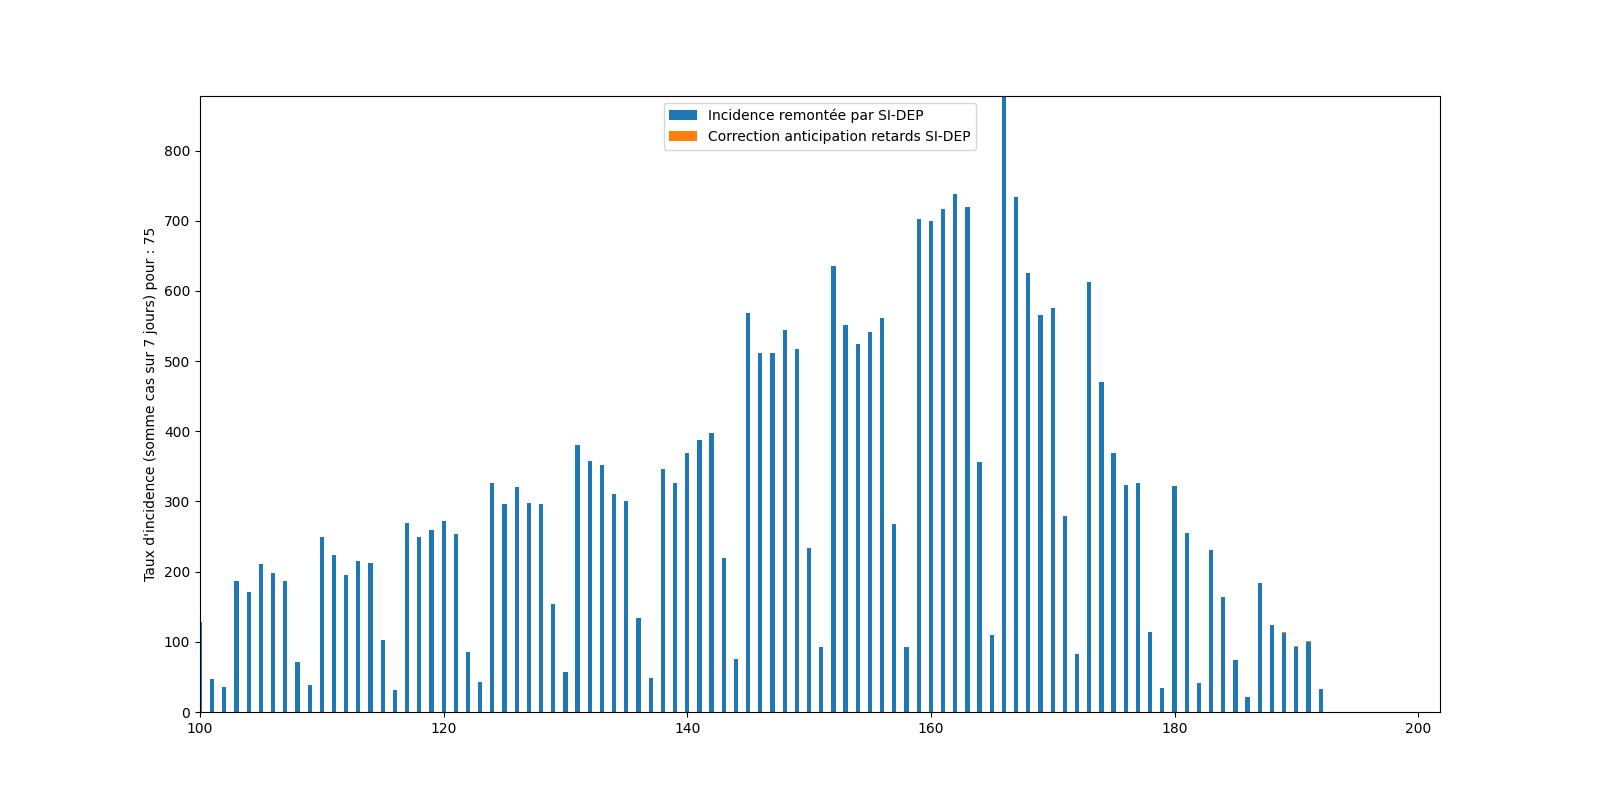 Incidence remontée par SI-DEP
Correction anticipation retards SI-DEP
Taux d'incidence (somme cas sur 7 jours) pour : 75
800
700
600
500
400
300
200
100
0
100 120 140 160 180 200